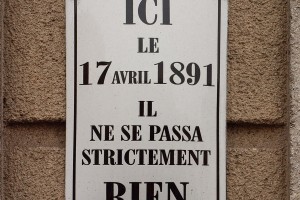 ICI
LE
17 AVRIL 1891
IL
NE SE PASSA
STRICTEMENT
RIEN